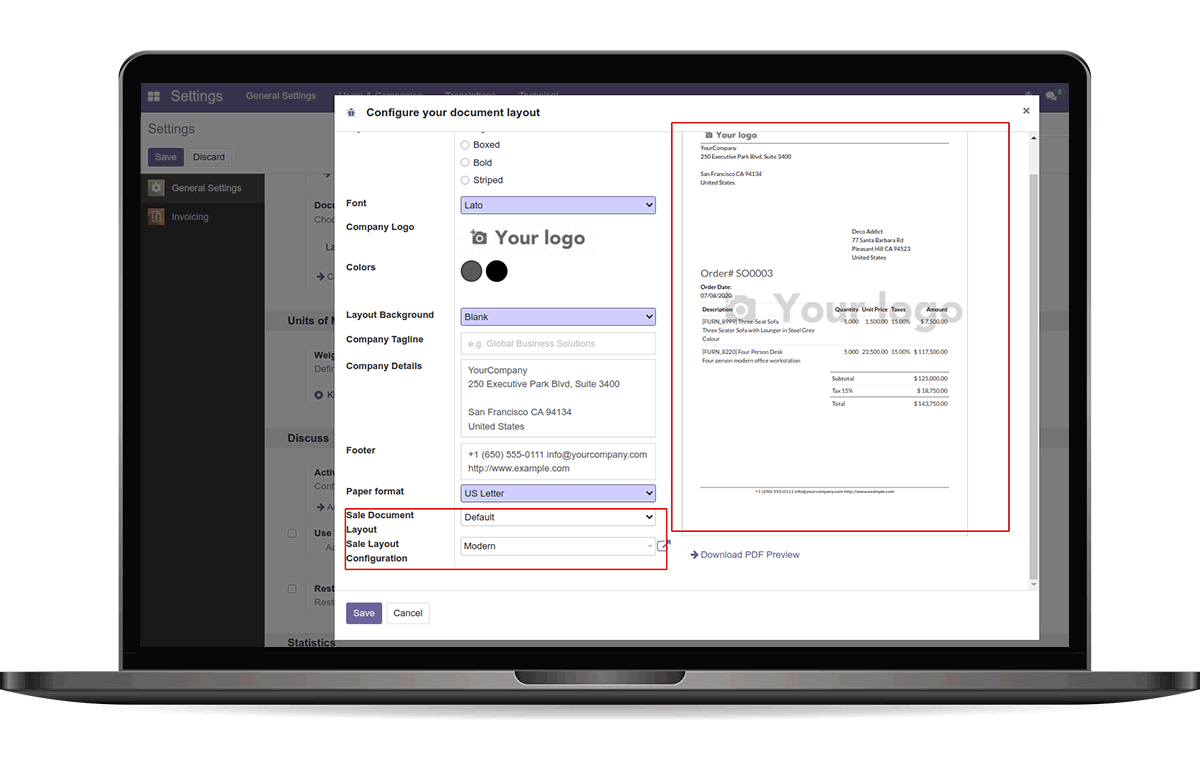 Settings
General Settings
Users & Companies
Translations
Technical
5
Settings
Save
Discard
General Settings
Invoicing
Units of M
Discuss
Statistics
Configure your document layout
×
Boxed
Bold
Striped
Font
Lato
Company Logo
Your logo
Colors
Layout Background
Blank
Company Tagline
e.g. Global Business Solutions
Company Details
YourCompany
250 Executive Park Blvd, Suite 3400
San Francisco CA 94134
United States
Footer
+1 (650) 555-0111 info@yourcompany.com
http://www.example.com
Paper format
US Letter
Sale Document
Layout
Default
Sale Layout
Configuration
Modern
Save
Cancel
Your logo
YourCompany
250 Executive Park Blvd, Suite 3400
San Francisco CA 94134
United States
Deco Addict
77 Santa Barbara Rd
Pleasant Hill CA 94523
United States
Order# SO0003
Order Date:
07/08/2020
Your logo
Description Quantity Unit Price Taxes Amount
[FURN_8999] Three-Seat Sofa 5.000 1,500.00 15.00% $ 7,500.00
Three Seater Sofa with Lounger in Steel Grey
Colour
[FURN_8220] Four Person Desk 5.000 23,500.00 15.00% $ 117,500.00
Four person modern office workstation
Subtotal $ 125,000.00
Tax 15% $ 18,750.00
Total $ 143,750.00
+1 (650) 555-0111 info@yourcompany.com http://www.example.com
Download PDF Preview